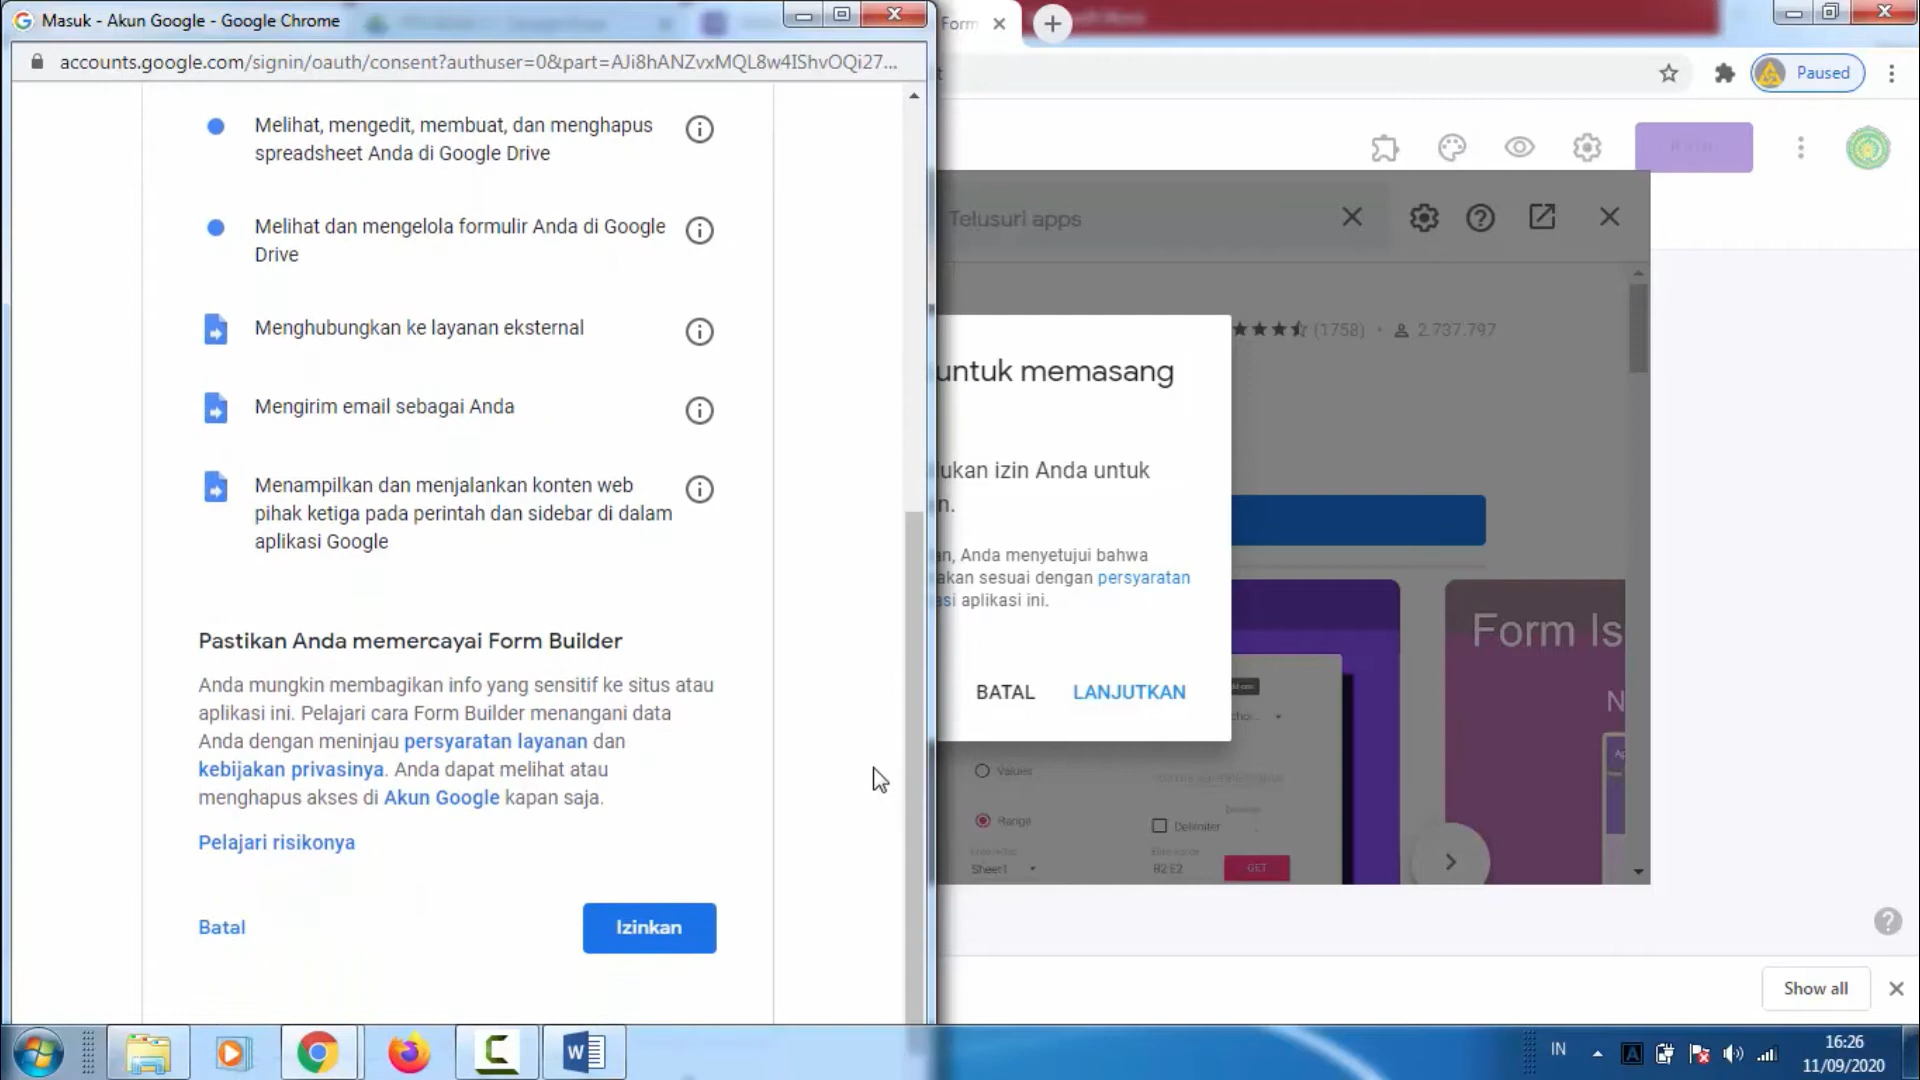 Masuk - Akun Google - Google Chrome
Form
accounts.google.com/signin/oauth/consent?authuser=0&part=AJi8hANZvxMQL8w4IShvOQi27...
Paused
Melihat, mengedit, membuat, dan menghapus
spreadsheet Anda di Google Drive
Melihat dan mengelola formulir Anda di Google
Drive
Menghubungkan ke layanan eksternal
Mengirim email sebagai Anda
Menampilkan dan menjalankan konten web
pihak ketiga pada perintah dan sidebar di dalam
aplikasi Google
Pastikan Anda memercayai Form Builder
Anda mungkin membagikan info yang sensitif ke situs atau
aplikasi ini. Pelajari cara Form Builder menangani data
Anda dengan meninjau persyaratan layanan dan
kebijakan privasinya. Anda dapat melihat atau
menghapus akses di Akun Google kapan saja.
Pelajari risikonya
Batal
Izinkan
Telusuri apps
(1758) • 2.737.797
untuk memasang
ukan izin Anda untuk
n.
an, Anda menyetujui bahwa
akan sesuai dengan persyaratan
asi aplikasi ini.
BATAL
LANJUTKAN
Form Is
N
Values
Range
Delimiter
Sheet1
B2:E2
GET
Show all
IN
16:26
11/09/2020